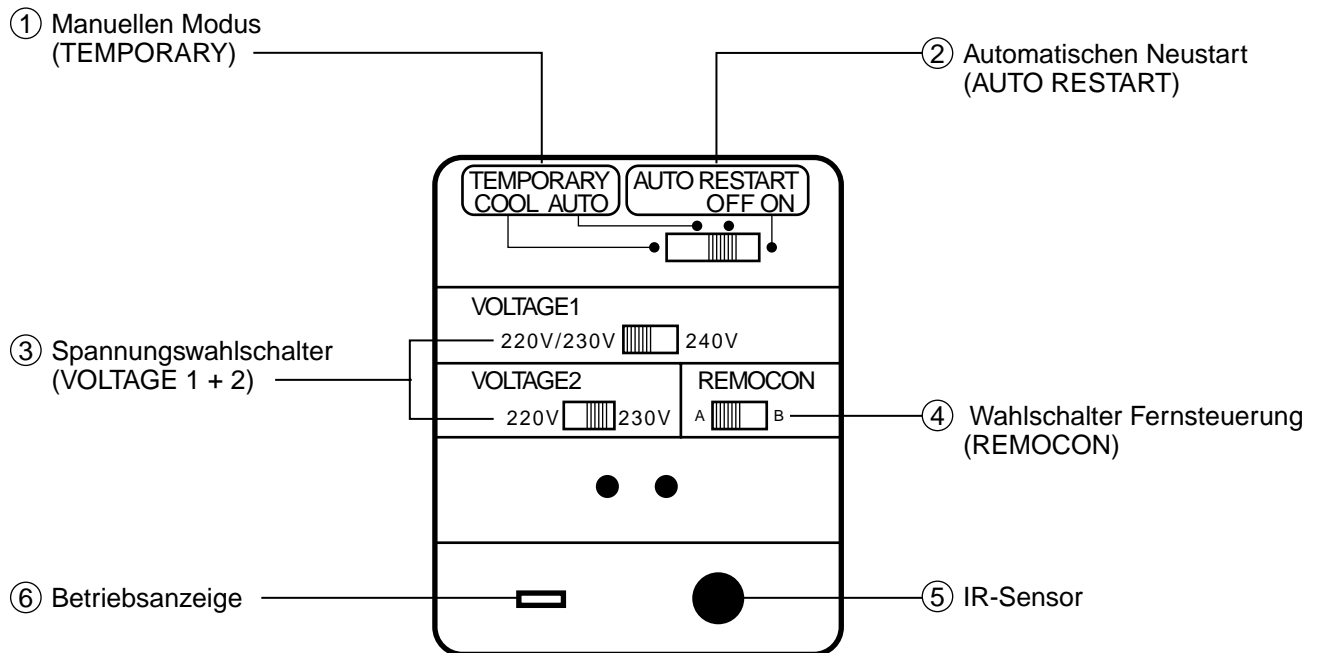 ① Manuellen Modus
(TEMPORARY)
② Automatischen Neustart
(AUTO RESTART)
TEMPORARY
COOL AUTO
AUTO RESTART
OFF ON
VOLTAGE1
220V/230V 240V
③ Spannungswahlschalter
(VOLTAGE 1 + 2)
VOLTAGE2
220V 230V
REMOCON
A B
④ Wahlschalter Fernsteuerung
(REMOCON)
⑥ Betriebsanzeige
⑤ IR-Sensor